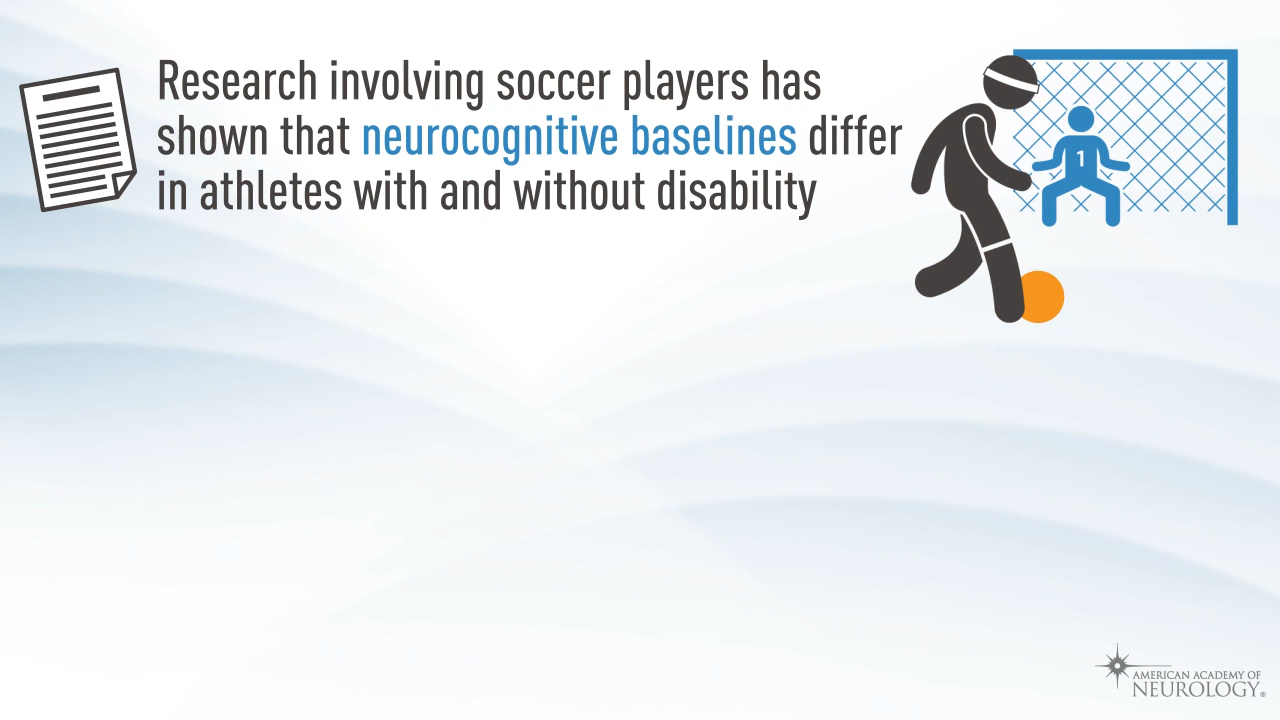 Research involving soccer players has
shown that neurocognitive baselines differ
in athletes with and without disability
1
AMERICAN ACADEMY OF
NEUROLOGY®